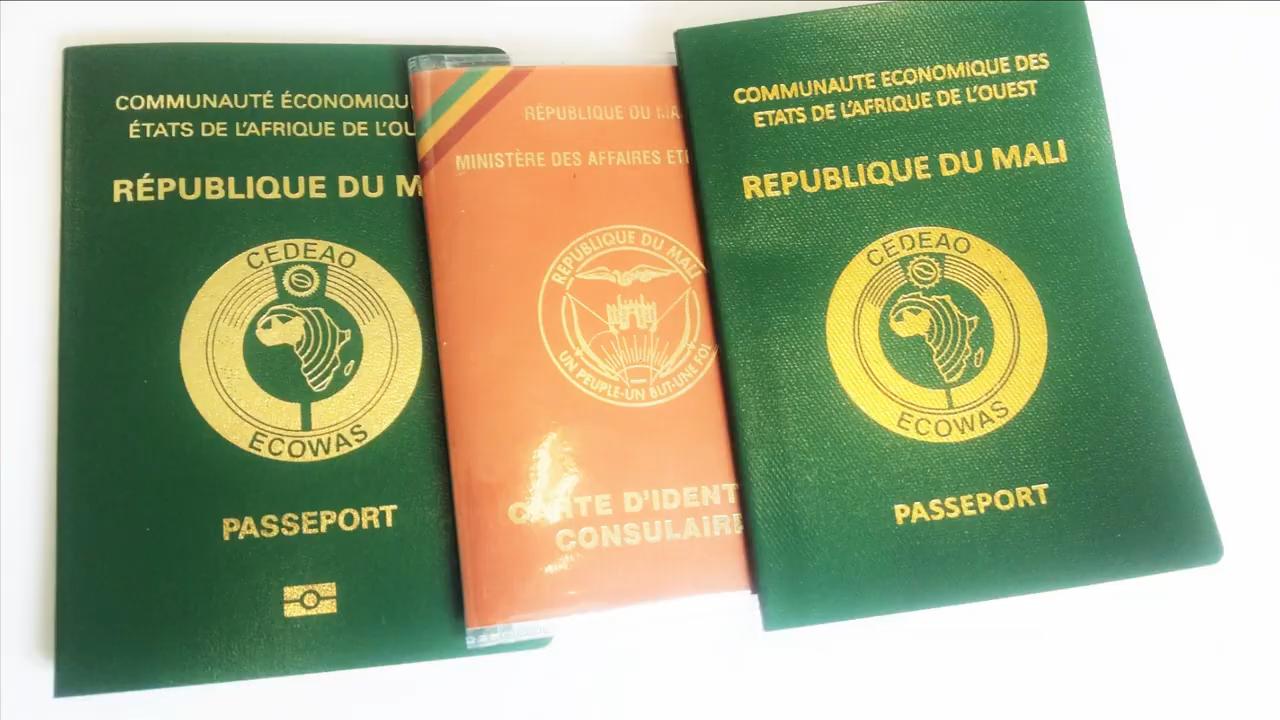 COMMUNAUTÉ ÉCONOMIQU
ÉTATS DE L'AFRIQUE DE L'OU
RÉPUBLIQUE DU M
CEDEAO
ECOWAS
PASSEPORT
RÉPUBLIQUE DU MA
MINISTÈRE DES AFFAIRES ET
REPUBLIQUE DU MALI
UN PEUPLE-UN BUT-UNE FOI
CARTE D'IDENT
CONSULAIRE
COMMUNAUTE ECONOMIQUE DES
ETATS DE L'AFRIQUE DE L'OUEST
REPUBLIQUE DU MALI
CEDEAO
ECOWAS
PASSEPORT